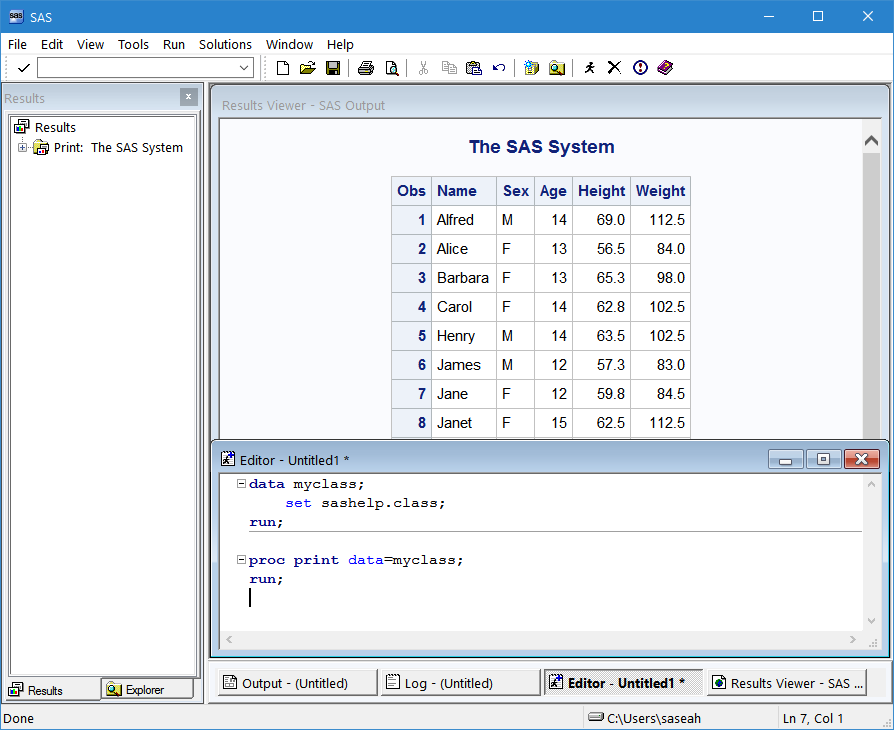 sas SAS
File Edit View Tools Run Solutions Window Help
Results
Results
Print: The SAS System
Results Explorer
Results Viewer - SAS Output
The SAS System
Obs Name Sex Age Height Weight
1 Alfred M 14 69.0 112.5
2 Alice F 13 56.5 84.0
3 Barbara F 13 65.3 98.0
4 Carol F 14 62.8 102.5
5 Henry M 14 63.5 102.5
6 James M 12 57.3 83.0
7 Jane F 12 59.8 84.5
8 Janet F 15 62.5 112.5
Editor - Untitled1 *
data myclass;
set sashelp.class;
run;
proc print data=myclass;
run;
Output - (Untitled) Log - (Untitled) Editor - Untitled1 * Results Viewer - SAS ...
Done C:\Users\saseah Ln 7, Col 1